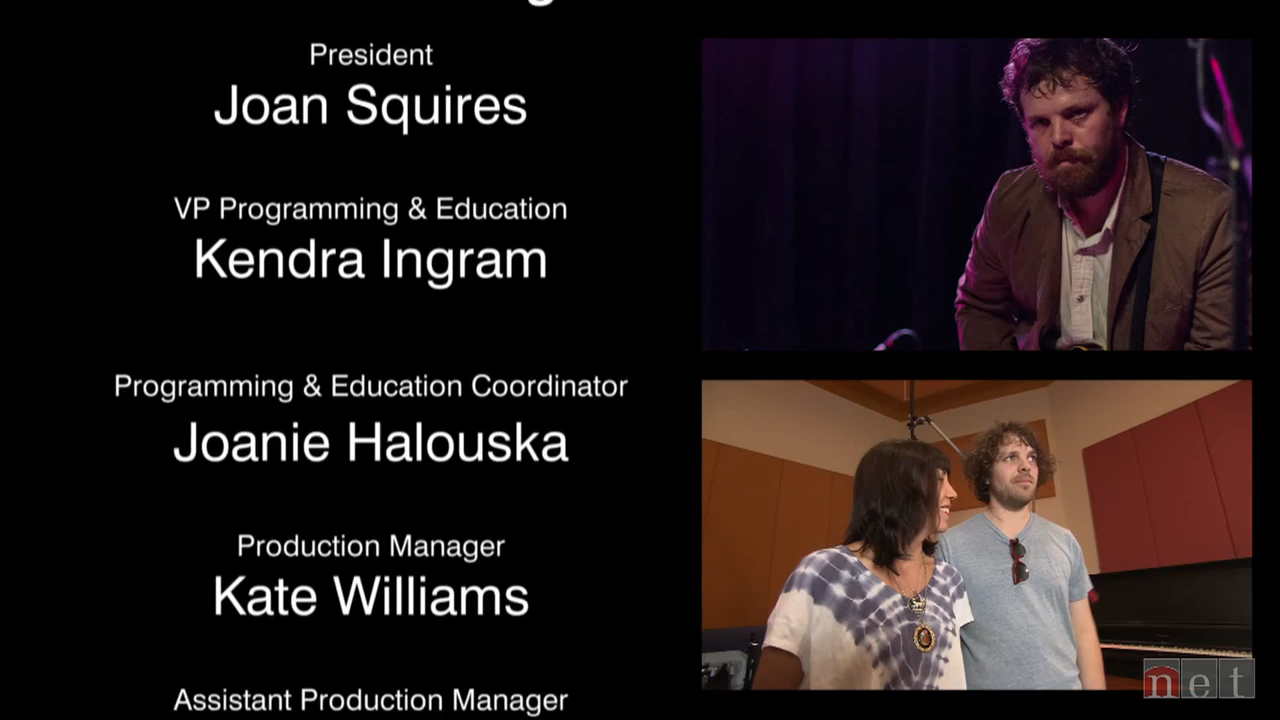 President
Joan Squires
VP Programming & Education
Kendra Ingram
Programming & Education Coordinator
Joanie Halouska
Production Manager
Kate Williams
Assistant Production Manager
net